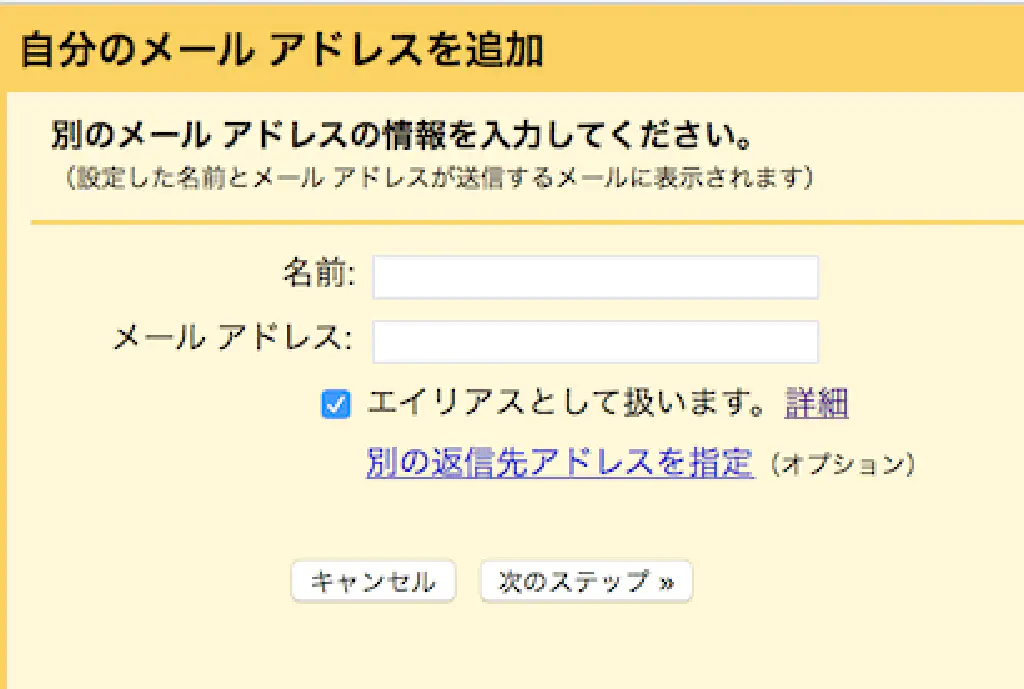 自分のメール アドレスを追加
別のメール アドレスの情報を入力してください。
（設定した名前とメール アドレスが送信するメールに表示されます）
名前:
メール アドレス:
エイリアスとして扱います。 詳細
別の返信先アドレスを指定 （オプション）
キャンセル 次のステップ »